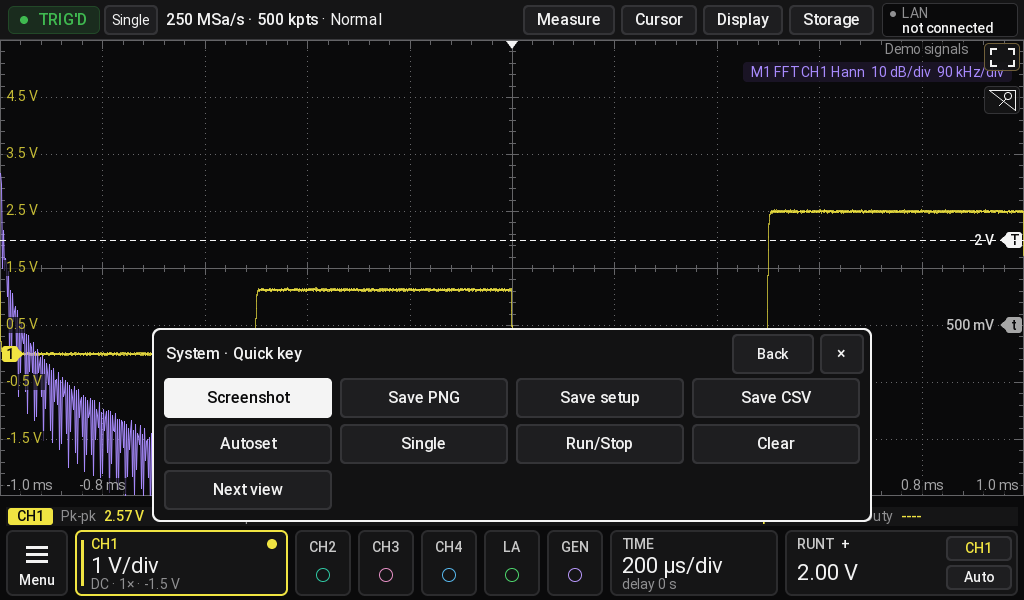 TRIG'D Single 250 MSa/s · 500 kpts · Normal Measure Cursor Display Storage LAN
not connected
Demo signals
M1 FFT CH1 Hann 10 dB/div 90 kHz/div
4.5 V
3.5 V
2.5 V
2 V T
1.5 V
0.5 V 500 mV t
1
-0.5 V
-1.5 V
-1.0 ms -0.8 ms 0.8 ms 1.0 ms
System · Quick key Back ×
Screenshot Save PNG Save setup Save CSV
Autoset Single Run/Stop Clear
Next view
CH1 Pk-pk 2.57 V ----
Menu
CH1
1 V/div
DC · 1× · -1.5 V
CH2 CH3 CH4 LA GEN
TIME
200 µs/div
delay 0 s
RUNT + CH1
2.00 V Auto